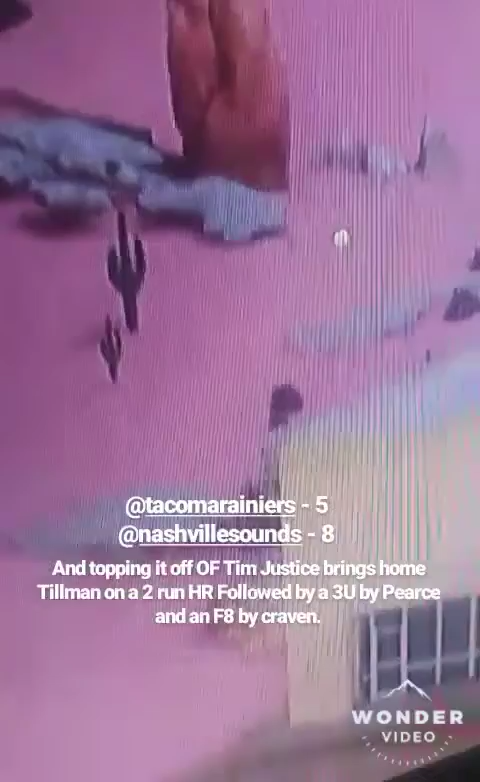 @tacomarainiers - 5
@nashvillesounds - 8
And topping it off OF Tim Justice brings home
Tillman on a 2 run HR Followed by a 3U by Pearce
and an F8 by craven.
WONDER
VIDEO